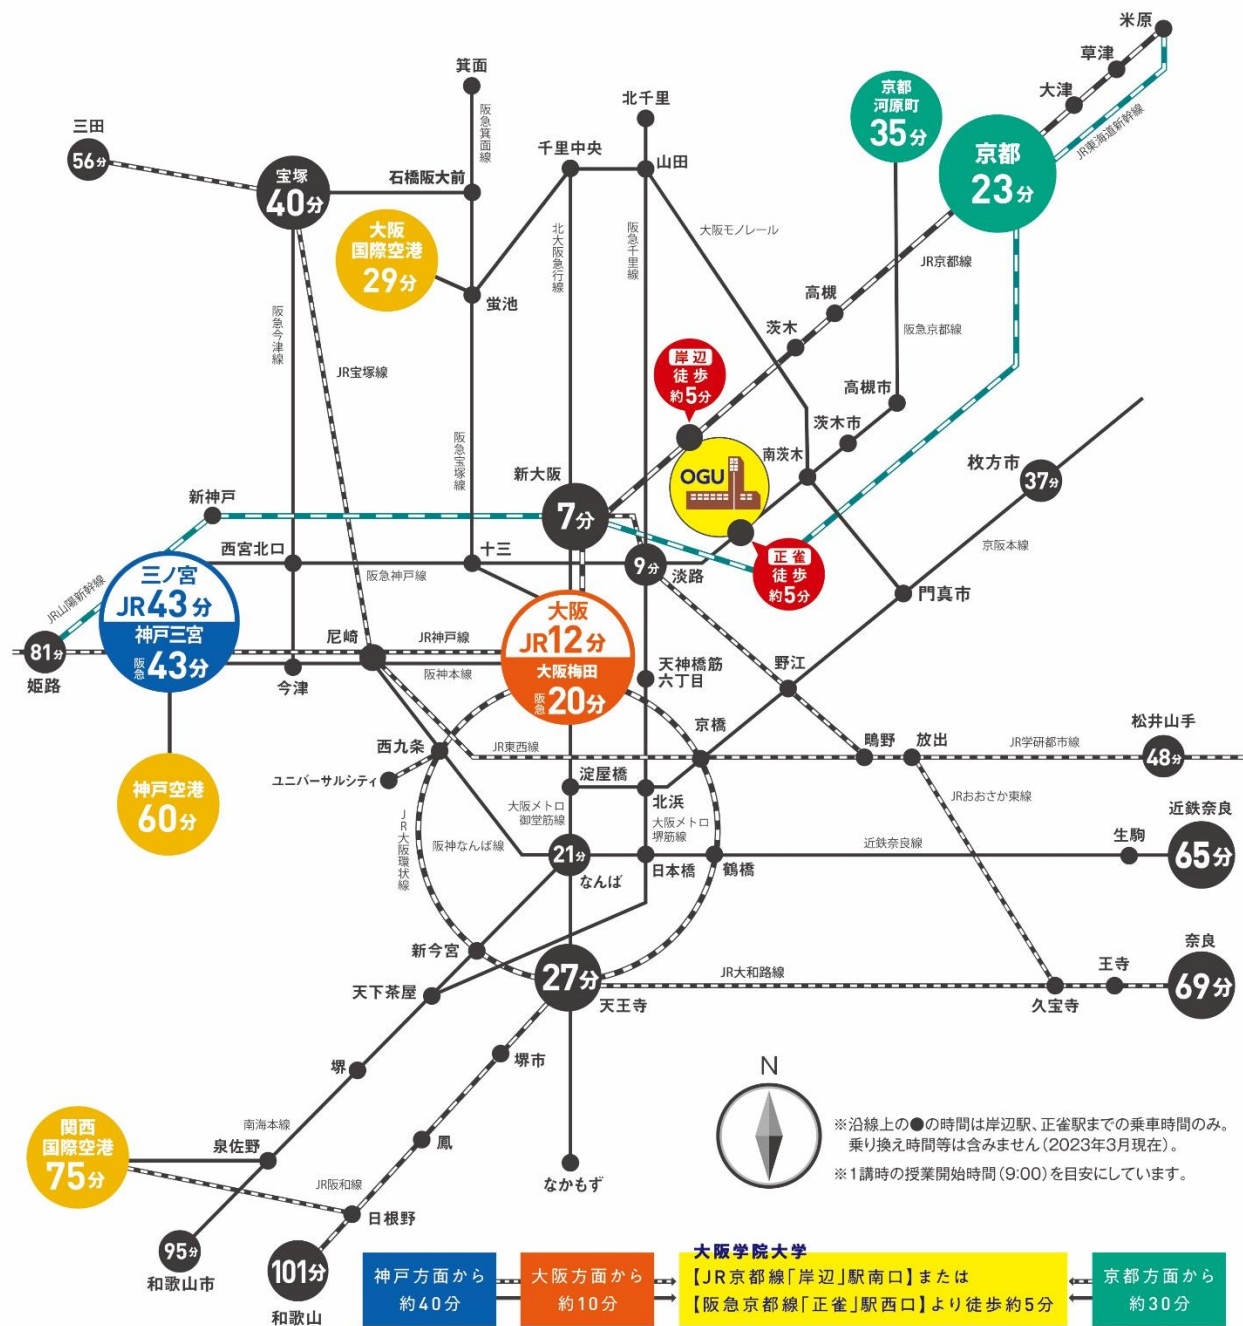 米原
草津
大津
JR東海道新幹線
箕面
阪急箕面線
北千里
京都
河原町
35分
京都
23分
三田
56分
宝塚
40分
石橋阪大前
千里中央
山田
大阪
国際空港
29分
蛍池
北大阪急行線
阪急千里線
大阪モノレール
JR京都線
高槻
茨木
阪急京都線
阪急今津線
JR宝塚線
阪急宝塚線
岸辺
徒歩
約5分
高槻市
茨木市
南茨木
OGU
新大阪
7分
枚方市
37分
京阪本線
新神戸
西宮北口
阪急神戸線
十三
9分
淡路
正雀
徒歩
約5分
門真市
JR山陽新幹線
三ノ宮
JR43分
神戸三宮
阪急43分
81分
姫路
尼崎
JR神戸線
阪神本線
今津
大阪
JR12分
大阪梅田
阪急20分
天神橋筋
六丁目
野江
京橋
西九条
JR東西線
ユニバーサルシティ
鴫野
放出
JR学研都市線
松井山手
48分
神戸空港
60分
淀屋橋
北浜
大阪メトロ
御堂筋線
大阪メトロ
堺筋線
JRおおさか東線
JR大阪環状線
阪神なんば線
21分
なんば
日本橋
鶴橋
近鉄奈良線
生駒
近鉄奈良
65分
新今宮
天下茶屋
27分
天王寺
JR大和路線
久宝寺
王寺
奈良
69分
堺市
堺
南海本線
関西
国際空港
75分
泉佐野
鳳
JR阪和線
日根野
なかもず
95分
和歌山市
101分
和歌山
N
※沿線上の●の時間は岸辺駅、正雀駅までの乗車時間のみ。
乗り換え時間等は含みません(2023年3月現在)。
※1講時の授業開始時間(9:00)を目安にしています。
神戸方面から
約40分
大阪方面から
約10分
大阪学院大学
【JR京都線「岸辺」駅南口】または
【阪急京都線「正雀」駅西口】より徒歩約5分
京都方面から
約30分